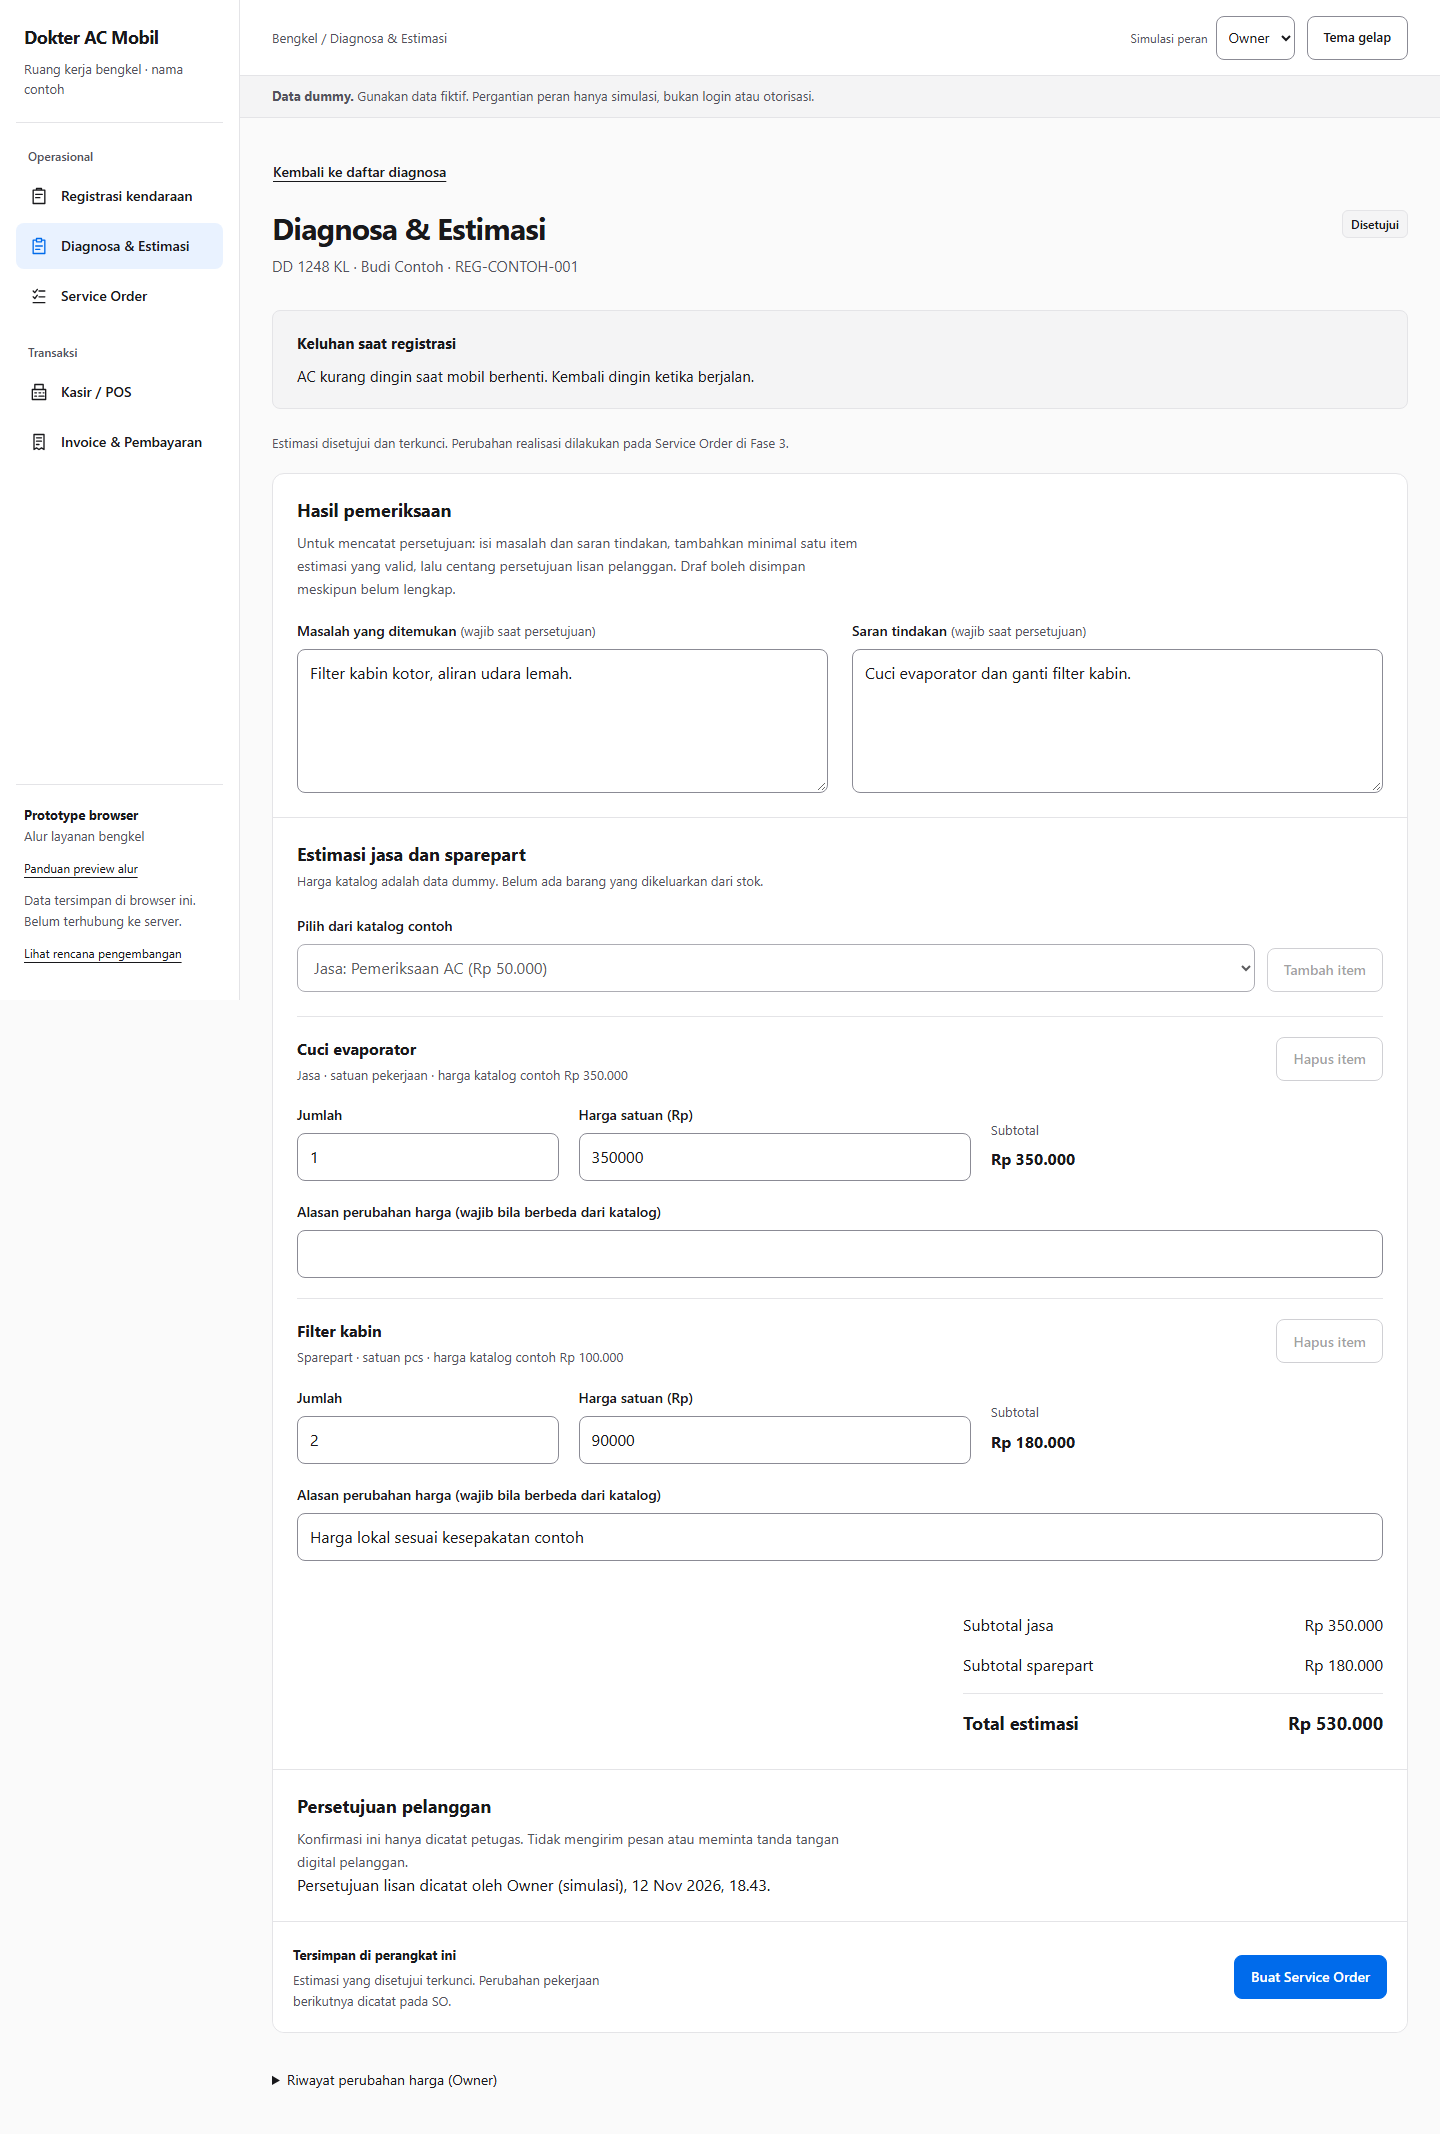 Dokter AC Mobil
Ruang kerja bengkel · nama
contoh
Operasional
Registrasi kendaraan
Diagnosa & Estimasi
Service Order
Transaksi
Kasir / POS
Invoice & Pembayaran
Prototype browser
Alur layanan bengkel
Panduan preview alur
Data tersimpan di browser ini.
Belum terhubung ke server.
Lihat rencana pengembangan
Bengkel / Diagnosa & Estimasi
Simulasi peran
Owner
Tema gelap
Data dummy. Gunakan data fiktif. Pergantian peran hanya simulasi, bukan login atau otorisasi.
Kembali ke daftar diagnosa
Diagnosa & Estimasi
Disetujui
DD 1248 KL · Budi Contoh · REG-CONTOH-001
Keluhan saat registrasi
AC kurang dingin saat mobil berhenti. Kembali dingin ketika berjalan.
Estimasi disetujui dan terkunci. Perubahan realisasi dilakukan pada Service Order di Fase 3.
Hasil pemeriksaan
Untuk mencatat persetujuan: isi masalah dan saran tindakan, tambahkan minimal satu item
estimasi yang valid, lalu centang persetujuan lisan pelanggan. Draf boleh disimpan
meskipun belum lengkap.
Masalah yang ditemukan (wajib saat persetujuan)
Filter kabin kotor, aliran udara lemah.
Saran tindakan (wajib saat persetujuan)
Cuci evaporator dan ganti filter kabin.
Estimasi jasa dan sparepart
Harga katalog adalah data dummy. Belum ada barang yang dikeluarkan dari stok.
Pilih dari katalog contoh
Jasa: Pemeriksaan AC (Rp 50.000)
Tambah item
Cuci evaporator
Jasa · satuan pekerjaan · harga katalog contoh Rp 350.000
Hapus item
Jumlah
1
Harga satuan (Rp)
350000
Subtotal
Rp 350.000
Alasan perubahan harga (wajib bila berbeda dari katalog)
Filter kabin
Sparepart · satuan pcs · harga katalog contoh Rp 100.000
Hapus item
Jumlah
2
Harga satuan (Rp)
90000
Subtotal
Rp 180.000
Alasan perubahan harga (wajib bila berbeda dari katalog)
Harga lokal sesuai kesepakatan contoh
Subtotal jasa Rp 350.000
Subtotal sparepart Rp 180.000
Total estimasi Rp 530.000
Persetujuan pelanggan
Konfirmasi ini hanya dicatat petugas. Tidak mengirim pesan atau meminta tanda tangan
digital pelanggan.
Persetujuan lisan dicatat oleh Owner (simulasi), 12 Nov 2026, 18.43.
Tersimpan di perangkat ini
Estimasi yang disetujui terkunci. Perubahan pekerjaan
berikutnya dicatat pada SO.
Buat Service Order
Riwayat perubahan harga (Owner)